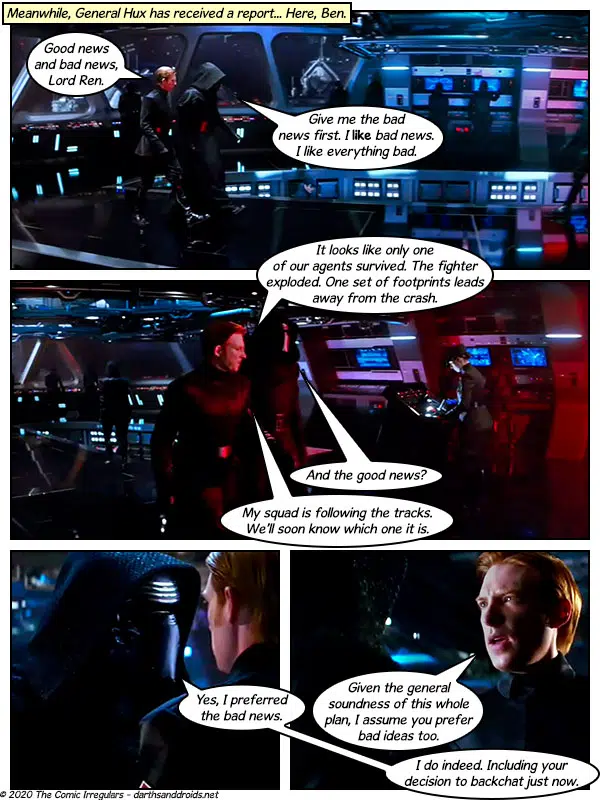 Meanwhile, General Hux has received a report... Here, Ben.
Good news
and bad news,
Lord Ren.
Give me the bad
news first. I like bad news.
I like everything bad.
It looks like only one
of our agents survived. The fighter
exploded. One set of footprints leads
away from the crash.
And the good news?
My squad is following the tracks.
We'll soon know which one it is.
Yes, I preferred
the bad news.
Given the general
soundness of this whole
plan, I assume you prefer
bad ideas too.
I do indeed. Including your
decision to backchat just now.
© 2020 The Comic Irregulars - darthsanddroids.net